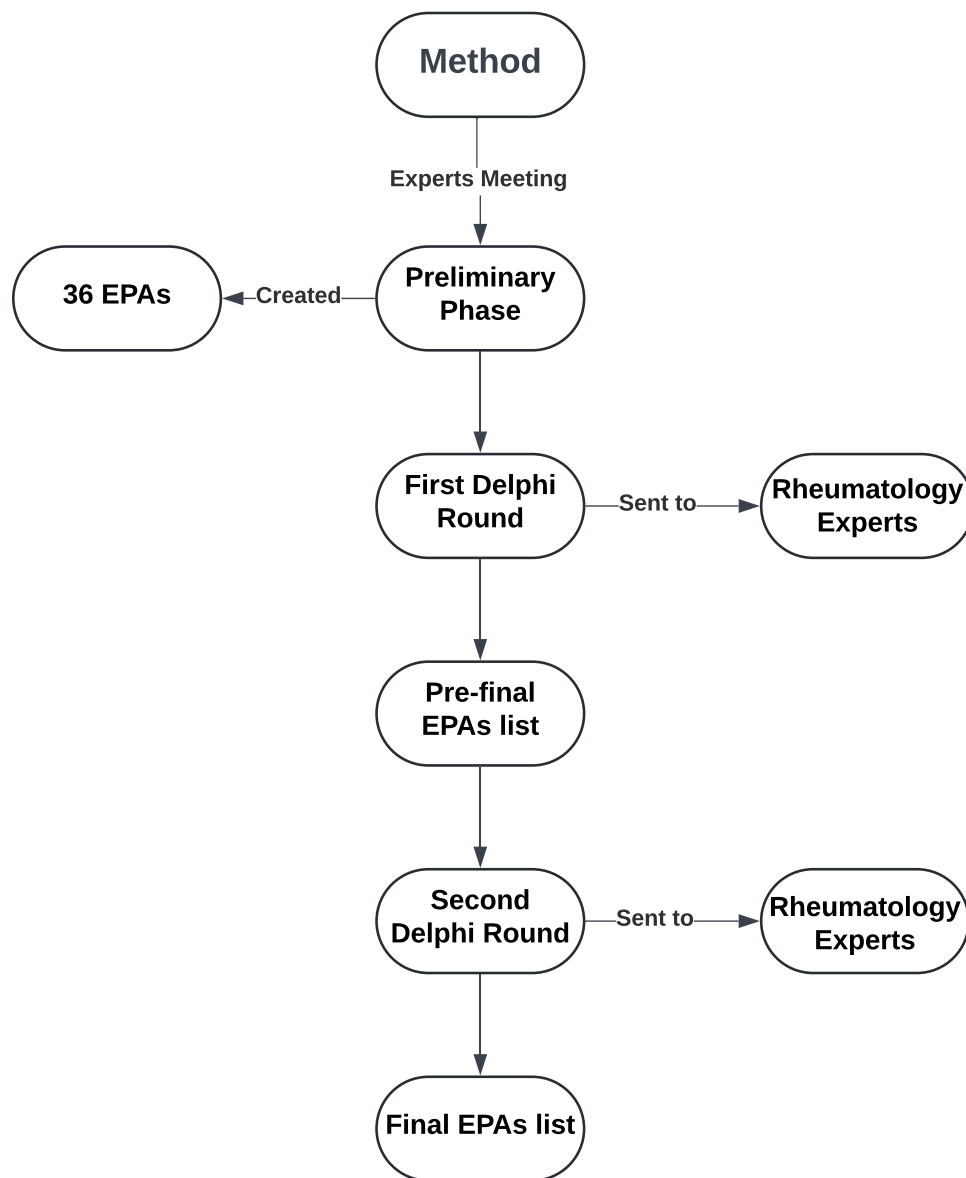 Method
Experts Meeting
36 EPAs
Created
Preliminary
Phase
First Delphi
Round
Sent to
Rheumatology
Experts
Pre-final
EPAs list
Second
Delphi Round
Sent to
Rheumatology
Experts
Final EPAs list